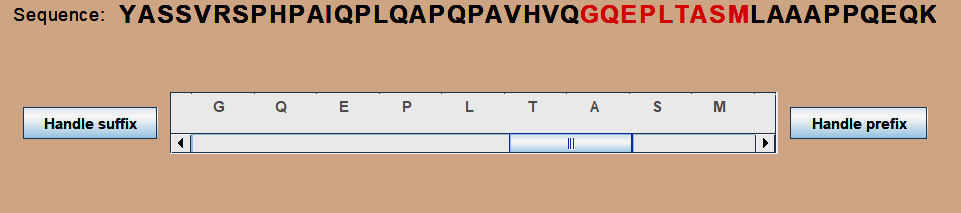 Sequence: YASSVRSPHPAIQPLQAPQPAVHVQGQEPLTASMLAAAPPQEQK
G Q E P L T A S M
Handle suffix
Handle prefix